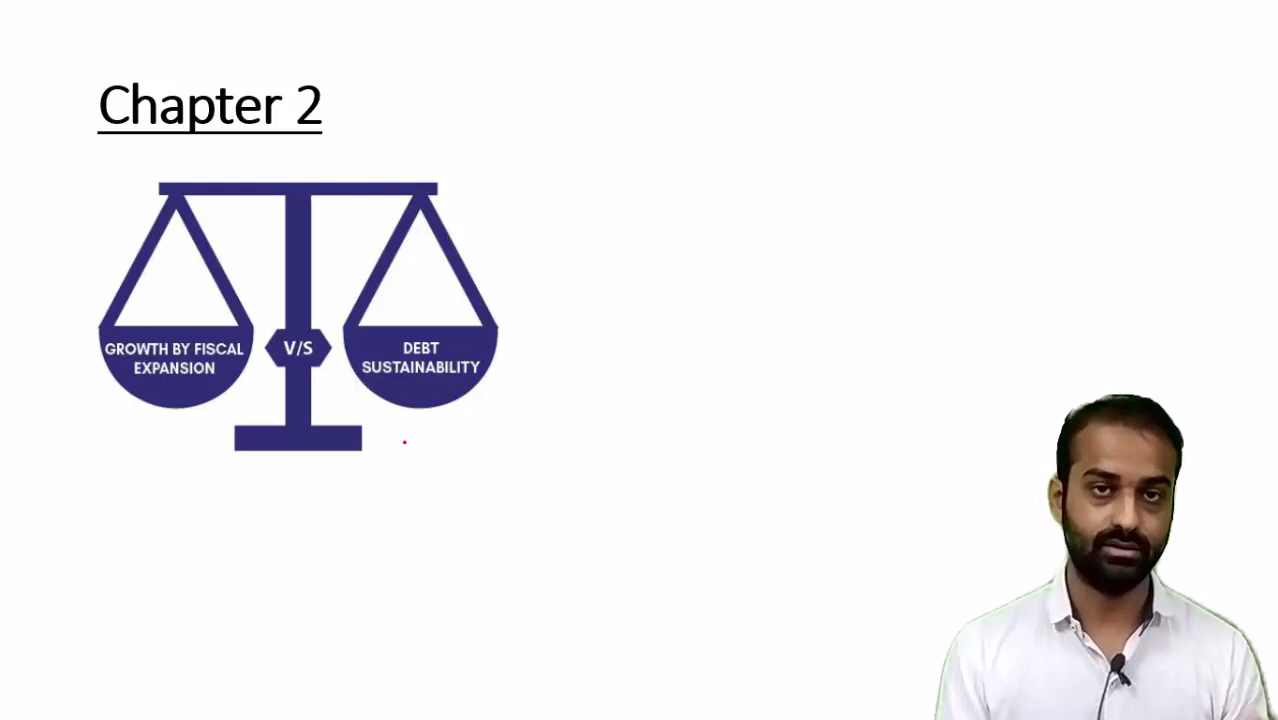 Chapter 2
GROWTH BY FISCAL
EXPANSION
V/S
DEBT
SUSTAINABILITY